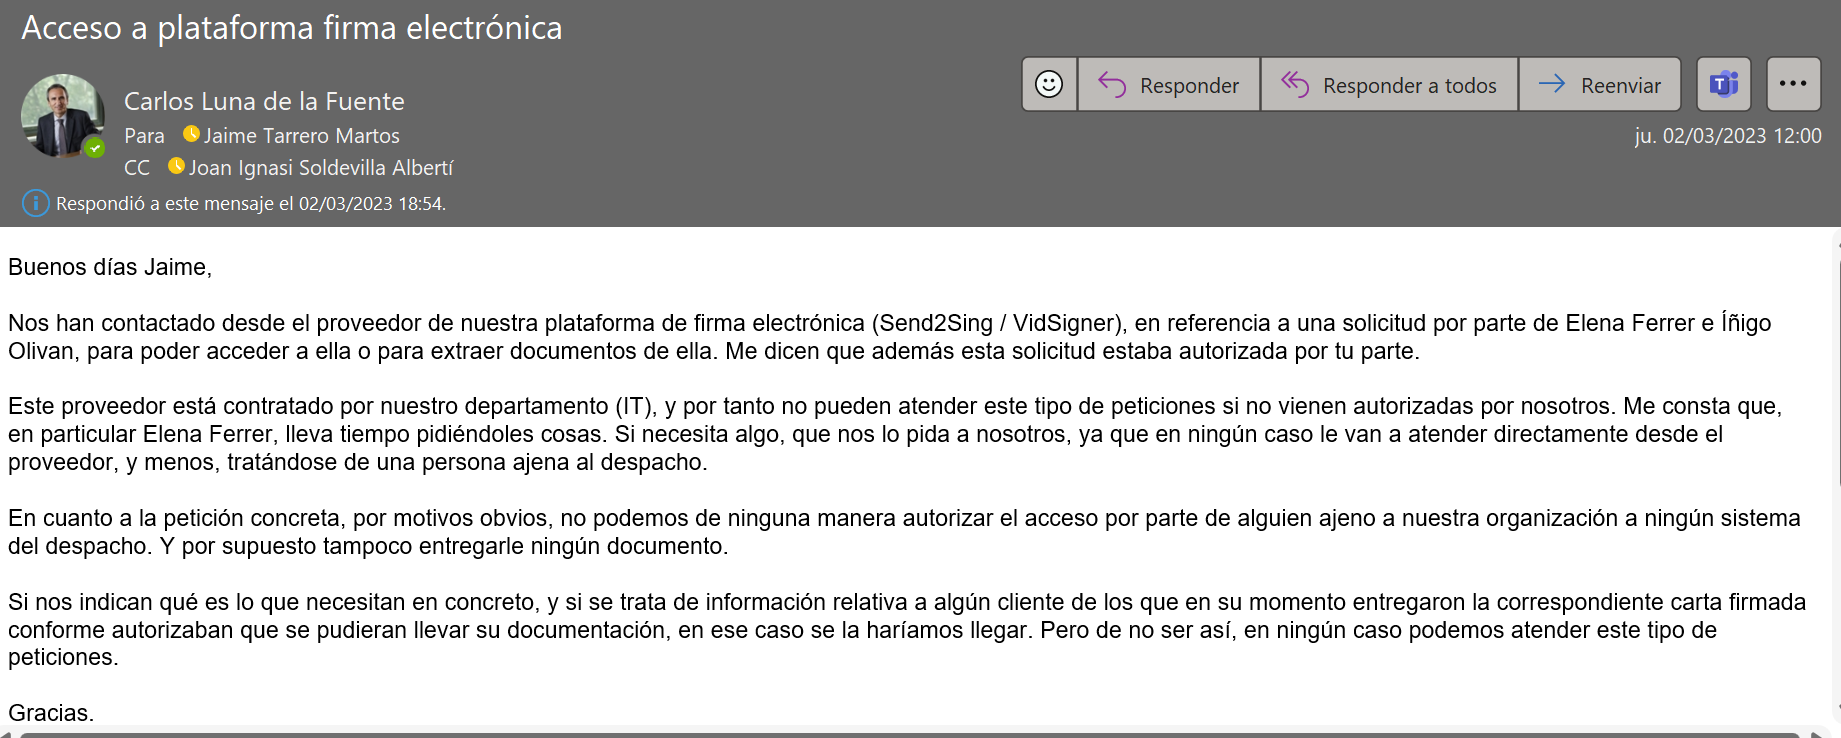 Acceso a plataforma firma electrónica
Carlos Luna de la Fuente
Para Jaime Tarrero Martos
CC Joan Ignasi Soldevilla Albertí
Respondió a este mensaje el 02/03/2023 18:54.
Responder
Responder a todos
Reenviar
ju. 02/03/2023 12:00
Buenos días Jaime,
Nos han contactado desde el proveedor de nuestra plataforma de firma electrónica (Send2Sing / VidSigner), en referencia a una solicitud por parte de Elena Ferrer e Íñigo
Olivan, para poder acceder a ella o para extraer documentos de ella. Me dicen que además esta solicitud estaba autorizada por tu parte.
Este proveedor está contratado por nuestro departamento (IT), y por tanto no pueden atender este tipo de peticiones si no vienen autorizadas por nosotros. Me consta que,
en particular Elena Ferrer, lleva tiempo pidiéndoles cosas. Si necesita algo, que nos lo pida a nosotros, ya que en ningún caso le van a atender directamente desde el
proveedor, y menos, tratándose de una persona ajena al despacho.
En cuanto a la petición concreta, por motivos obvios, no podemos de ninguna manera autorizar el acceso por parte de alguien ajeno a nuestra organización a ningún sistema
del despacho. Y por supuesto tampoco entregarle ningún documento.
Si nos indican qué es lo que necesitan en concreto, y si se trata de información relativa a algún cliente de los que en su momento entregaron la correspondiente carta firmada
conforme autorizaban que se pudieran llevar su documentación, en ese caso se la haríamos llegar. Pero de no ser así, en ningún caso podemos atender este tipo de
peticiones.
Gracias.